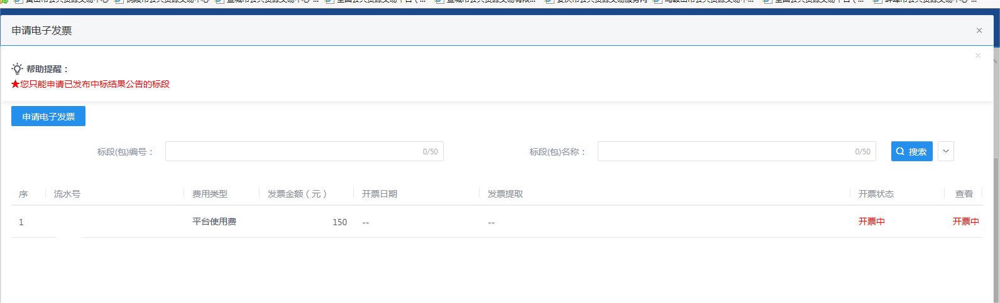 申请电子发票
帮助提醒：
★您只能申请已发布中标结果公告的标段
申请电子发票
标段(包)编号： 0/50 标段(包)名称： 0/50 搜索
序 流水号 费用类型 发票金额（元） 开票日期 发票提取 开票状态 查看
1 平台使用费 150 -- -- 开票中 开票中